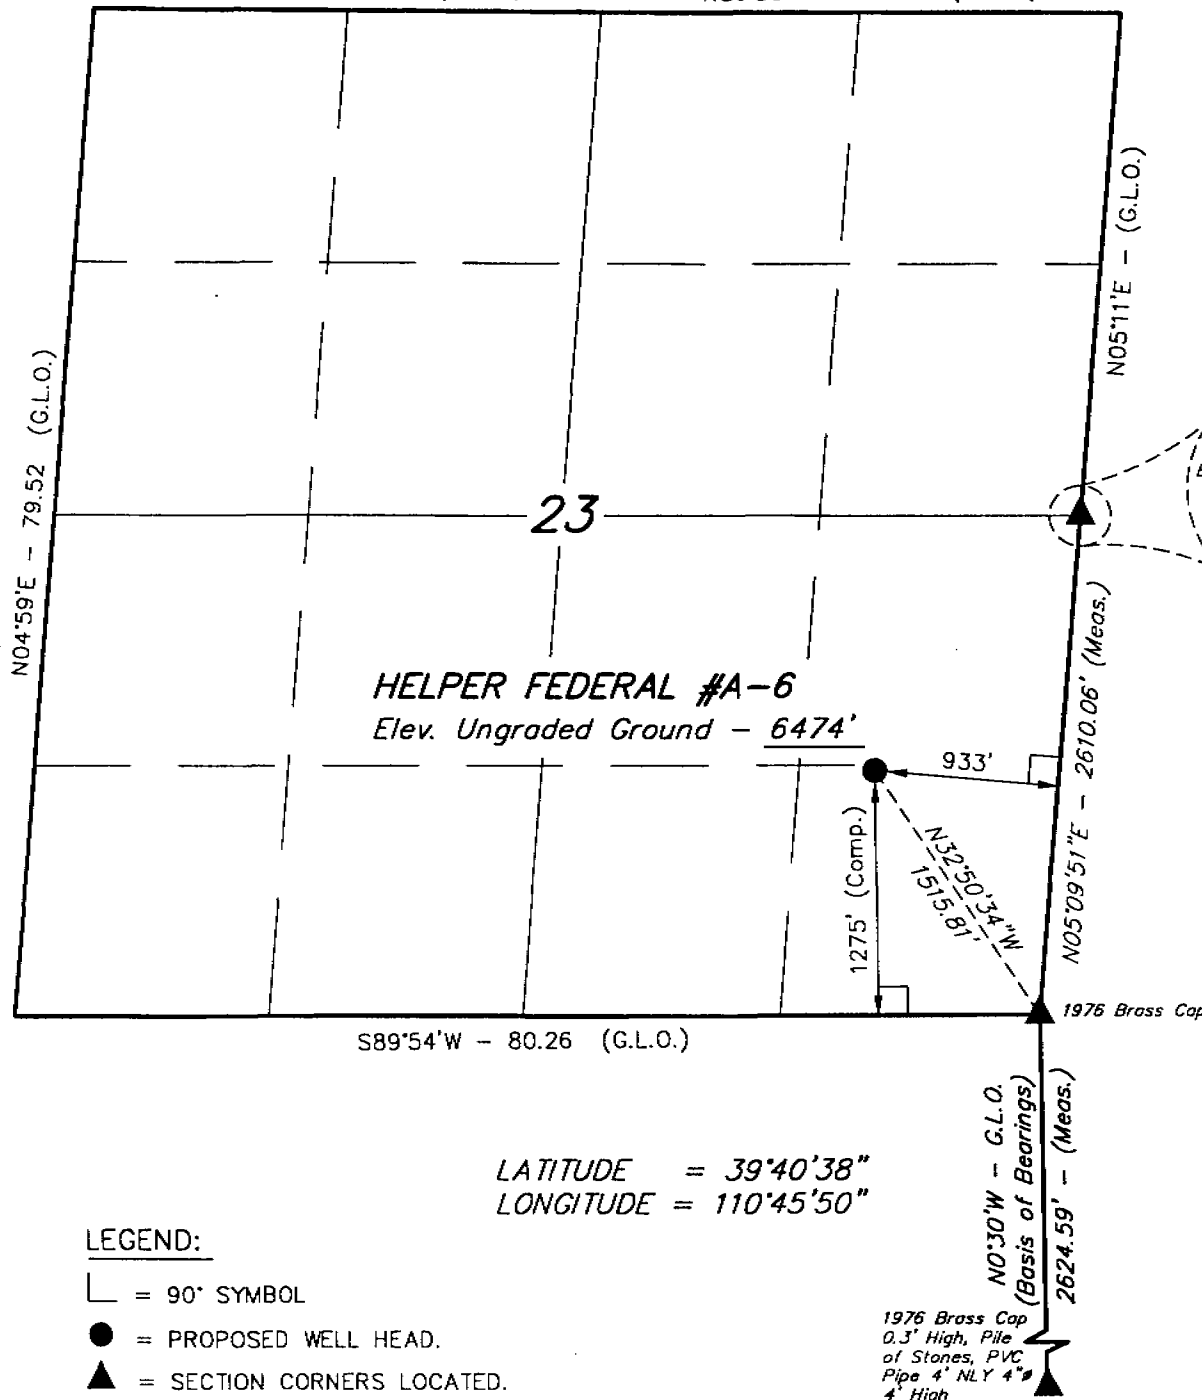 N05°11'E - (G.L.O.)
N04°59'E - 79.52 (G.L.O.)
23
HELPER FEDERAL #A-6
Elev. Ungraded Ground - 6474'
933'
1275' (Comp.)
N32°50'34"W
1515.81'
N05°09'51"E - 2610.06' (Meas.)
1976 Brass Cap
S89°54'W - 80.26 (G.L.O.)
N0°30'W - G.L.O.
(Basis of Bearings)
2624.59' - (Meas.)
LATITUDE = 39°40'38"
LONGITUDE = 110°45'50"
LEGEND:
= 90° SYMBOL
= PROPOSED WELL HEAD.
= SECTION CORNERS LOCATED.
1976 Brass Cap
0.3' High, Pile
of Stones, PVC
Pipe 4' NLY 4"ø
4' High